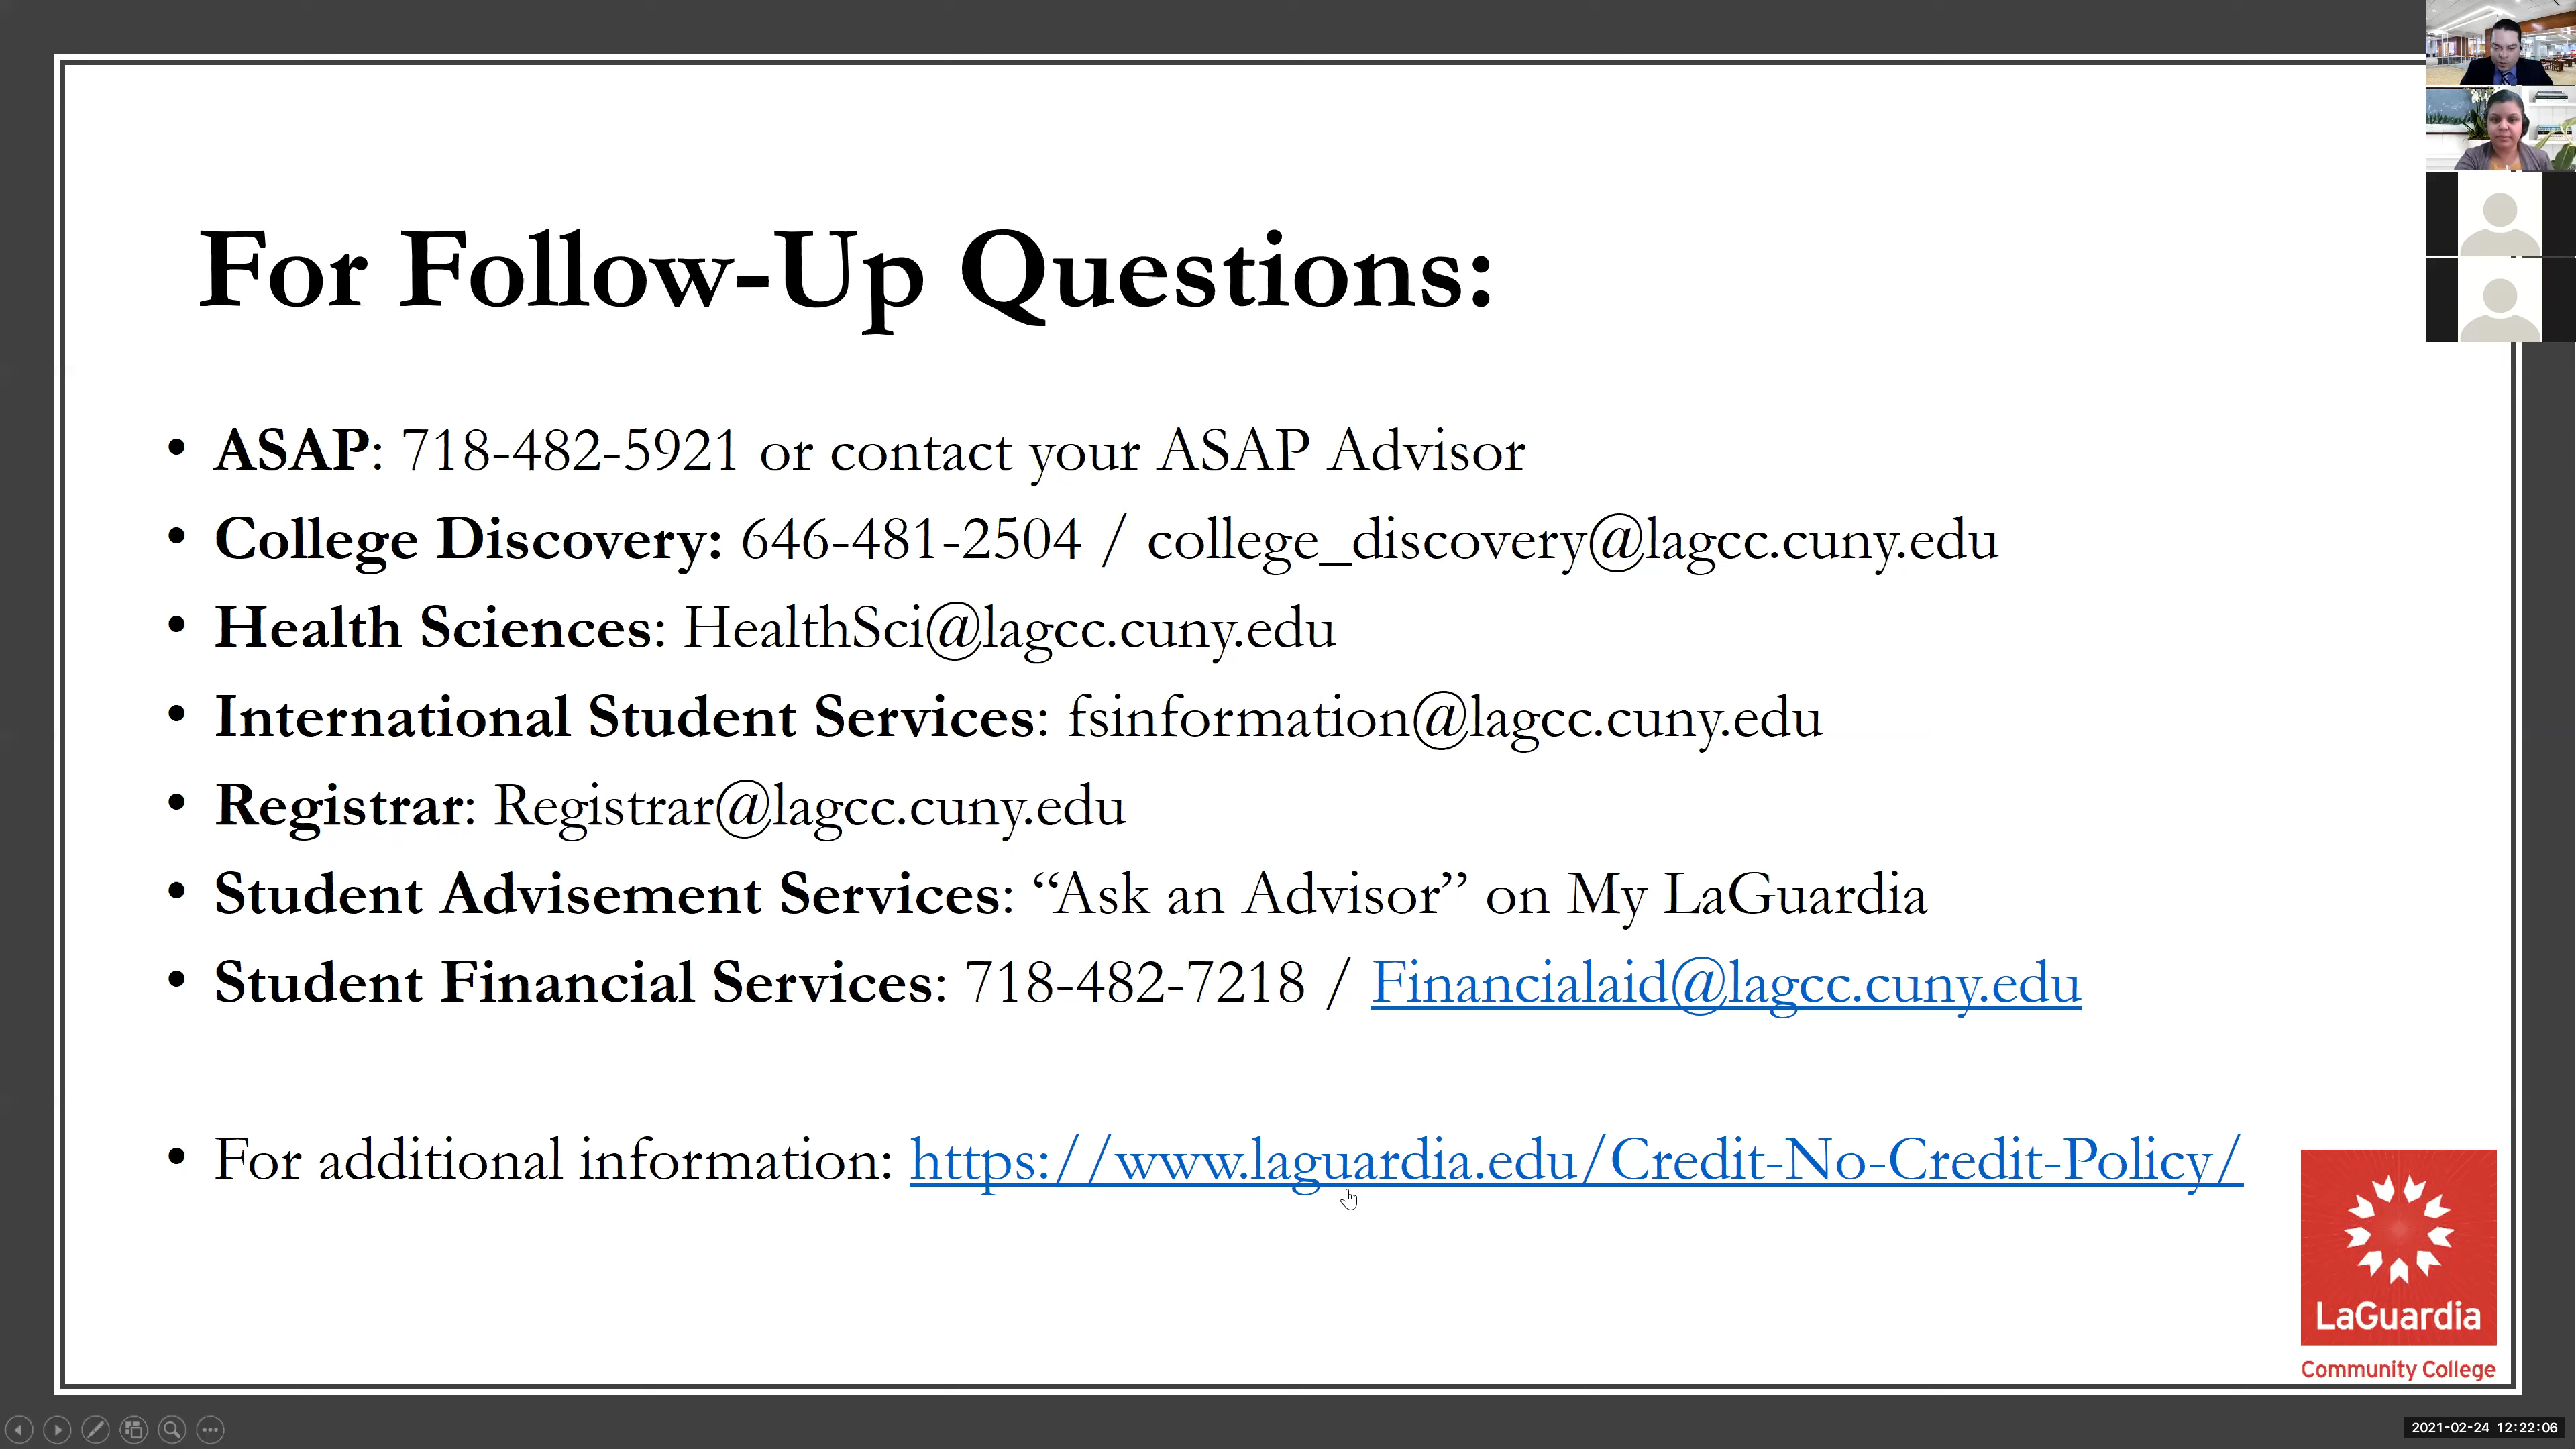 For Follow-Up Questions:
• ASAP: 718-482-5921 or contact your ASAP Advisor
• College Discovery: 646-481-2504 / college_discovery@lagcc.cuny.edu
• Health Sciences: HealthSci@lagcc.cuny.edu
• International Student Services: fsinformation@lagcc.cuny.edu
• Registrar: Registrar@lagcc.cuny.edu
• Student Advisement Services: “Ask an Advisor” on My LaGuardia
• Student Financial Services: 718-482-7218 / Financialaid@lagcc.cuny.edu
• For additional information: https://www.laguardia.edu/Credit-No-Credit-Policy/
LaGuardia
Community College
2021-02-24 12:22:06